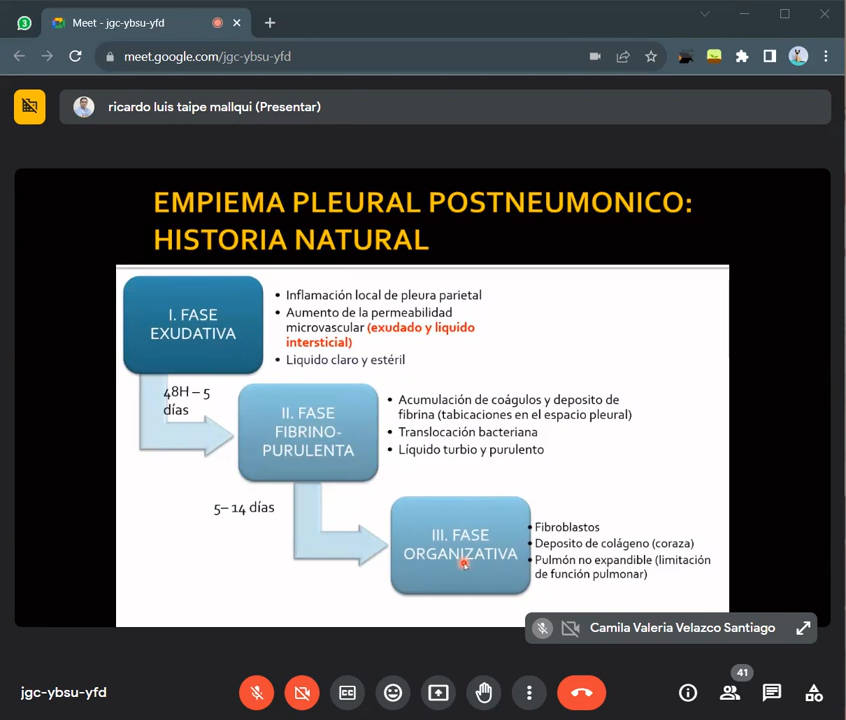 3
Meet - jgc-ybsu-yfd
meet.google.com/jgc-ybsu-yfd
ricardo luis taipe mallqui (Presentar)
EMPIEMA PLEURAL POSTNEUMONICO:
HISTORIA NATURAL
I. FASE
EXUDATIVA
• Inflamación local de pleura parietal
• Aumento de la permeabilidad
microvascular (exudado y liquido
intersticial)
• Liquido claro y estéril
48H – 5
días
II. FASE
FIBRINO-
PURULENTA
• Acumulación de coágulos y deposito de
fibrina (tabicaciones en el espacio pleural)
• Translocación bacteriana
• Líquido turbio y purulento
5– 14 días
III. FASE
ORGANIZATIVA
• Fibroblastos
• Deposito de colágeno (coraza)
• Pulmón no expandible (limitación
de función pulmonar)
Camila Valeria Velazco Santiago
jgc-ybsu-yfd
CC
41